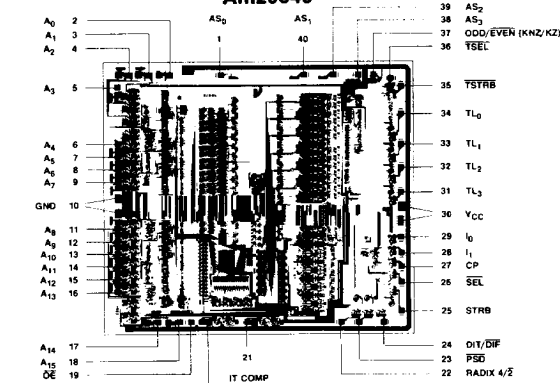 A0 2
A1 3
A2 4
A3 5
A4 6
A5 7
A6 8
A7 9
GND 10
A8 11
A9 12
A10 13
A11 14
A12 15
A13 16
A14 17
A15 18
OE 19
AS0
1
AS1
40
39 AS2
38 AS3
37 ODD/EVEN (KNZ/KZ)
36 TSEL
35 TSTRB
34 TL0
33 TL1
32 TL2
31 TL3
30 VCC
29 I0
28 I1
27 CP
26 SEL
25 STRB
24 DIT/DIF
23 PSD
22 RADIX 4/2
21
IT COMP